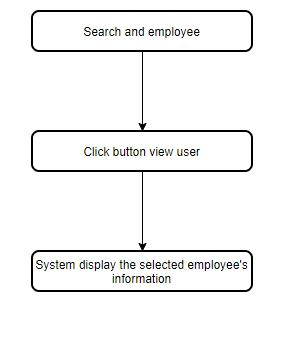 Search and employee
Click button view user
System display the selected employee's
information